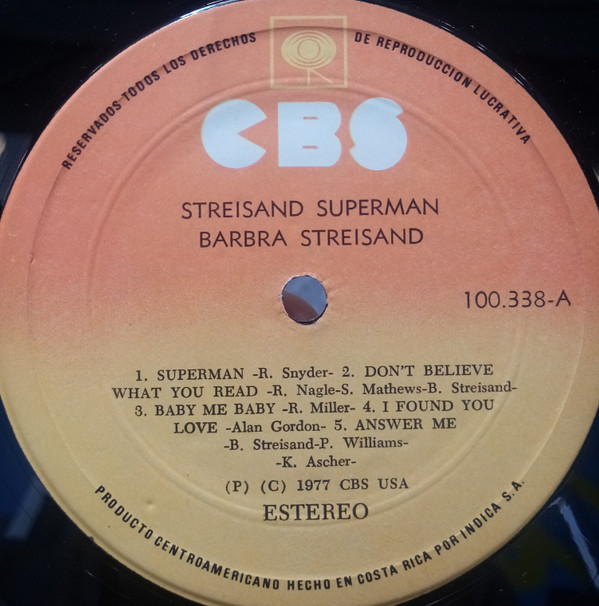 RESERVADOS TODOS LOS DERECHOS DE REPRODUCCION LUCRATIVA
CBS
STREISAND SUPERMAN
BARBRA STREISAND
100.338-A
1. SUPERMAN -R. Snyder- 2. DON'T BELIEVE
WHAT YOU READ -R. Nagle-S. Mathews-B. Streisand-
3. BABY ME BABY -R. Miller- 4. I FOUND YOU
LOVE -Alan Gordon- 5. ANSWER ME
-B. Streisand-P. Williams-
-K. Ascher-
(P) (C) 1977 CBS USA
ESTEREO
PRODUCTO CENTROAMERICANO HECHO EN COSTA RICA POR INDICA S.A.